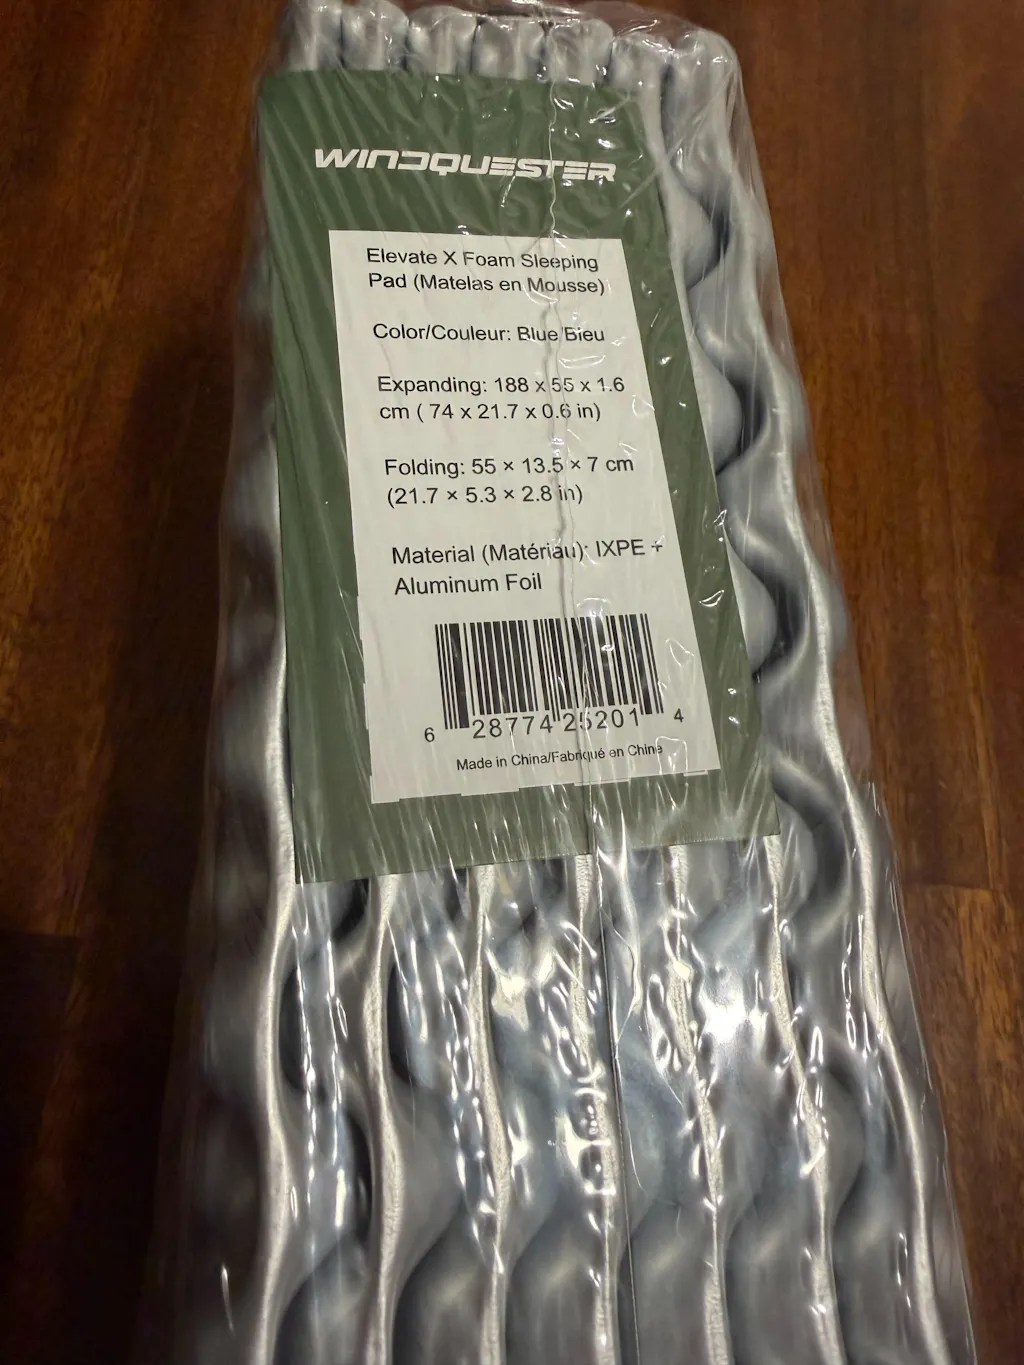 WINDQUESTER
Elevate X Foam Sleeping
Pad (Matelas en Mousse)
Color/Couleur: Blue/Bieu
Expanding: 188 x 55 x 1.6
cm ( 74 x 21.7 x 0.6 in)
Folding: 55 × 13.5 × 7 cm
(21.7 × 5.3 × 2.8 in)
Material (Matériau): IXPE +
Aluminum Foil
6 28774 25201 4
Made in China/Fabriqué en Chine